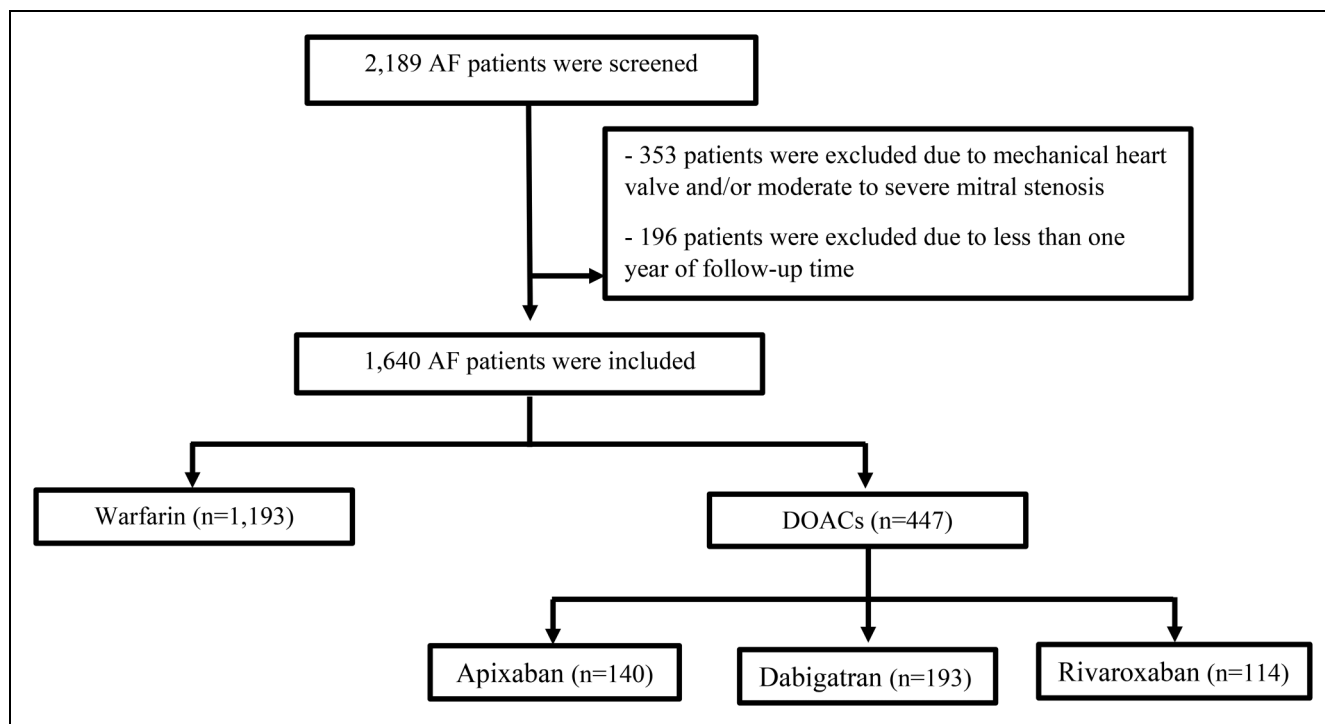 2,189 AF patients were screened
- 353 patients were excluded due to mechanical heart
valve and/or moderate to severe mitral stenosis
- 196 patients were excluded due to less than one
year of follow-up time
1,640 AF patients were included
Warfarin (n=1,193)
DOACs (n=447)
Apixaban (n=140)
Dabigatran (n=193)
Rivaroxaban (n=114)